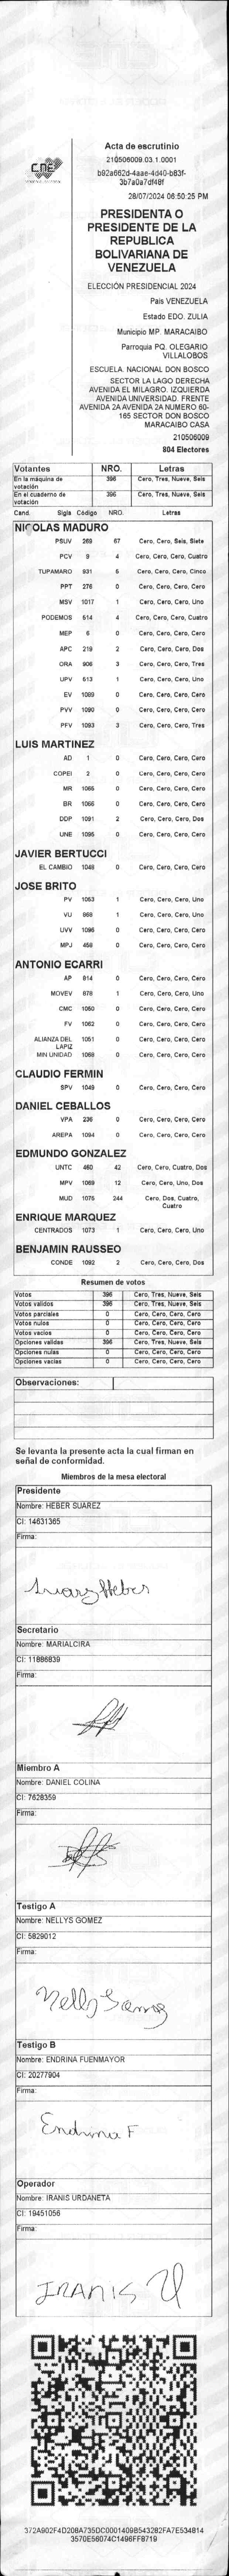 CNE
Acta de escrutinio
210506009.03.1.0001
b82a662d-4aae-4d40-b83f-
3b7a0a7df48f
28/07/2024 06:50:25 PM
PRESIDENTA O
PRESIDENTE DE LA
REPUBLICA
BOLIVARIANA DE
VENEZUELA
ELECCIÓN PRESIDENCIAL 2024
Pais VENEZUELA
Estado EDO. ZULIA
Municipio MP. MARACAIBO
Parroquia PQ. OLEGARIO
VILLALOBOS
ESCUELA. NACIONAL DON BOSCO
SECTOR LA LAGO DERECHA
AVENIDA EL MILAGRO. IZQUIERDA
AVENIDA UNIVERSIDAD. FRENTE
AVENIDA 2A AVENIDA 2A NUMERO 60-
165 SECTOR DON BOSCO
MARACAIBO CASA
210506009
804 Electores
Votantes NRO. Letras
En la máquina de votación 396 Cero, Tres, Nueve, Seis
En el cuaderno de votación 396 Cero, Tres, Nueve, Seis
Cand. Sigla Código NRO. Letras
NICOLAS MADURO
PSUV 269 67 Cero, Cero, Seis, Siete
PCV 9 4 Cero, Cero, Cero, Cuatro
TUPAMARO 931 5 Cero, Cero, Cero, Cinco
PPT 276 0 Cero, Cero, Cero, Cero
MSV 1017 1 Cero, Cero, Cero, Uno
PODEMOS 514 4 Cero, Cero, Cero, Cuatro
MEP 6 0 Cero, Cero, Cero, Cero
APC 219 2 Cero, Cero, Cero, Dos
ORA 906 3 Cero, Cero, Cero, Tres
UPV 513 1 Cero, Cero, Cero, Uno
EV 1089 0 Cero, Cero, Cero, Cero
PVV 1090 0 Cero, Cero, Cero, Cero
PFV 1093 3 Cero, Cero, Cero, Tres
LUIS MARTINEZ
AD 1 0 Cero, Cero, Cero, Cero
COPEI 2 0 Cero, Cero, Cero, Cero
MR 1065 0 Cero, Cero, Cero, Cero
BR 1066 0 Cero, Cero, Cero, Cero
DDP 1091 2 Cero, Cero, Cero, Dos
UNE 1095 0 Cero, Cero, Cero, Cero
JAVIER BERTUCCI
EL CAMBIO 1048 0 Cero, Cero, Cero, Cero
JOSE BRITO
PV 1063 1 Cero, Cero, Cero, Uno
VU 668 1 Cero, Cero, Cero, Uno
UVV 1096 0 Cero, Cero, Cero, Cero
MPJ 458 0 Cero, Cero, Cero, Cero
ANTONIO ECARRI
AP 814 0 Cero, Cero, Cero, Cero
MOVEV 878 1 Cero, Cero, Cero, Uno
CMC 1050 0 Cero, Cero, Cero, Cero
FV 1062 0 Cero, Cero, Cero, Cero
ALIANZA DEL LAPIZ 1051 0 Cero, Cero, Cero, Cero
MIN UNIDAD 1068 0 Cero, Cero, Cero, Cero
CLAUDIO FERMIN
SPV 1049 0 Cero, Cero, Cero, Cero
DANIEL CEBALLOS
VPA 236 0 Cero, Cero, Cero, Cero
AREPA 1094 0 Cero, Cero, Cero, Cero
EDMUNDO GONZALEZ
UNTC 460 42 Cero, Cero, Cuatro, Dos
MPV 1069 12 Cero, Cero, Uno, Dos
MUD 1075 244 Cero, Dos, Cuatro, Cuatro
ENRIQUE MARQUEZ
CENTRADOS 1073 1 Cero, Cero, Cero, Uno
BENJAMIN RAUSSEO
CONDE 1092 2 Cero, Cero, Cero, Dos
Resumen de votos
Votos 396 Cero, Tres, Nueve, Seis
Votos validos 396 Cero, Tres, Nueve, Seis
Votos parciales 0 Cero, Cero, Cero, Cero
Votos nulos 0 Cero, Cero, Cero, Cero
Votos vacios 0 Cero, Cero, Cero, Cero
Opciones validas 396 Cero, Tres, Nueve, Seis
Opciones nulas 0 Cero, Cero, Cero, Cero
Opciones vacias 0 Cero, Cero, Cero, Cero
Observaciones:
Se levanta la presente acta la cual firman en
señal de conformidad.
Miembros de la mesa electoral
Presidente
Nombre: HEBER SUAREZ
CI: 14631365
Firma:
Suarez Heber
Secretario
Nombre: MARIALCIRA
CI: 11886839
Firma:
Miembro A
Nombre: DANIEL COLINA
CI: 7628359
Firma:
Testigo A
Nombre: NELLYS GOMEZ
CI: 5829012
Firma:
Testigo B
Nombre: ENDRINA FUENMAYOR
CI: 20277904
Firma:
Endrina F
Operador
Nombre: IRANIS URDANETA
CI: 19451056
Firma:
IRANIS U
372A902F4D208A735DC0001409B543282FA7E534814
3570E56074C1496FF8719